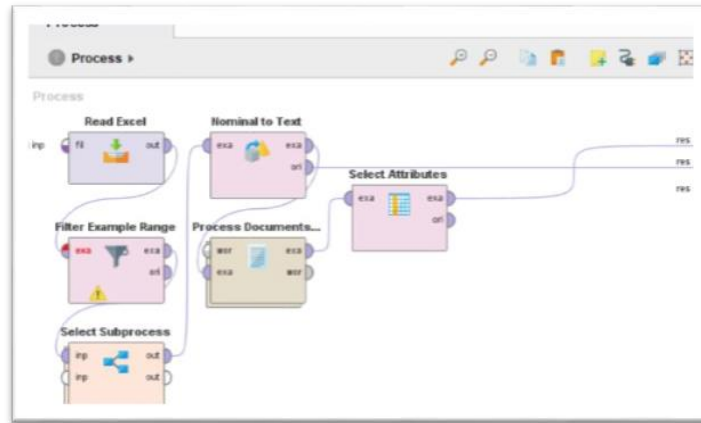 Process
Process
Process
Read Excel
inp
fil
out
Nominal to Text
exa
exa
ori
res
res
res
Select Attributes
exa
exa
ori
Filter Example Range
exa
exa
ori
Process Documents...
wor
exa
exa
wor
Select Subprocess
inp
out
inp
out